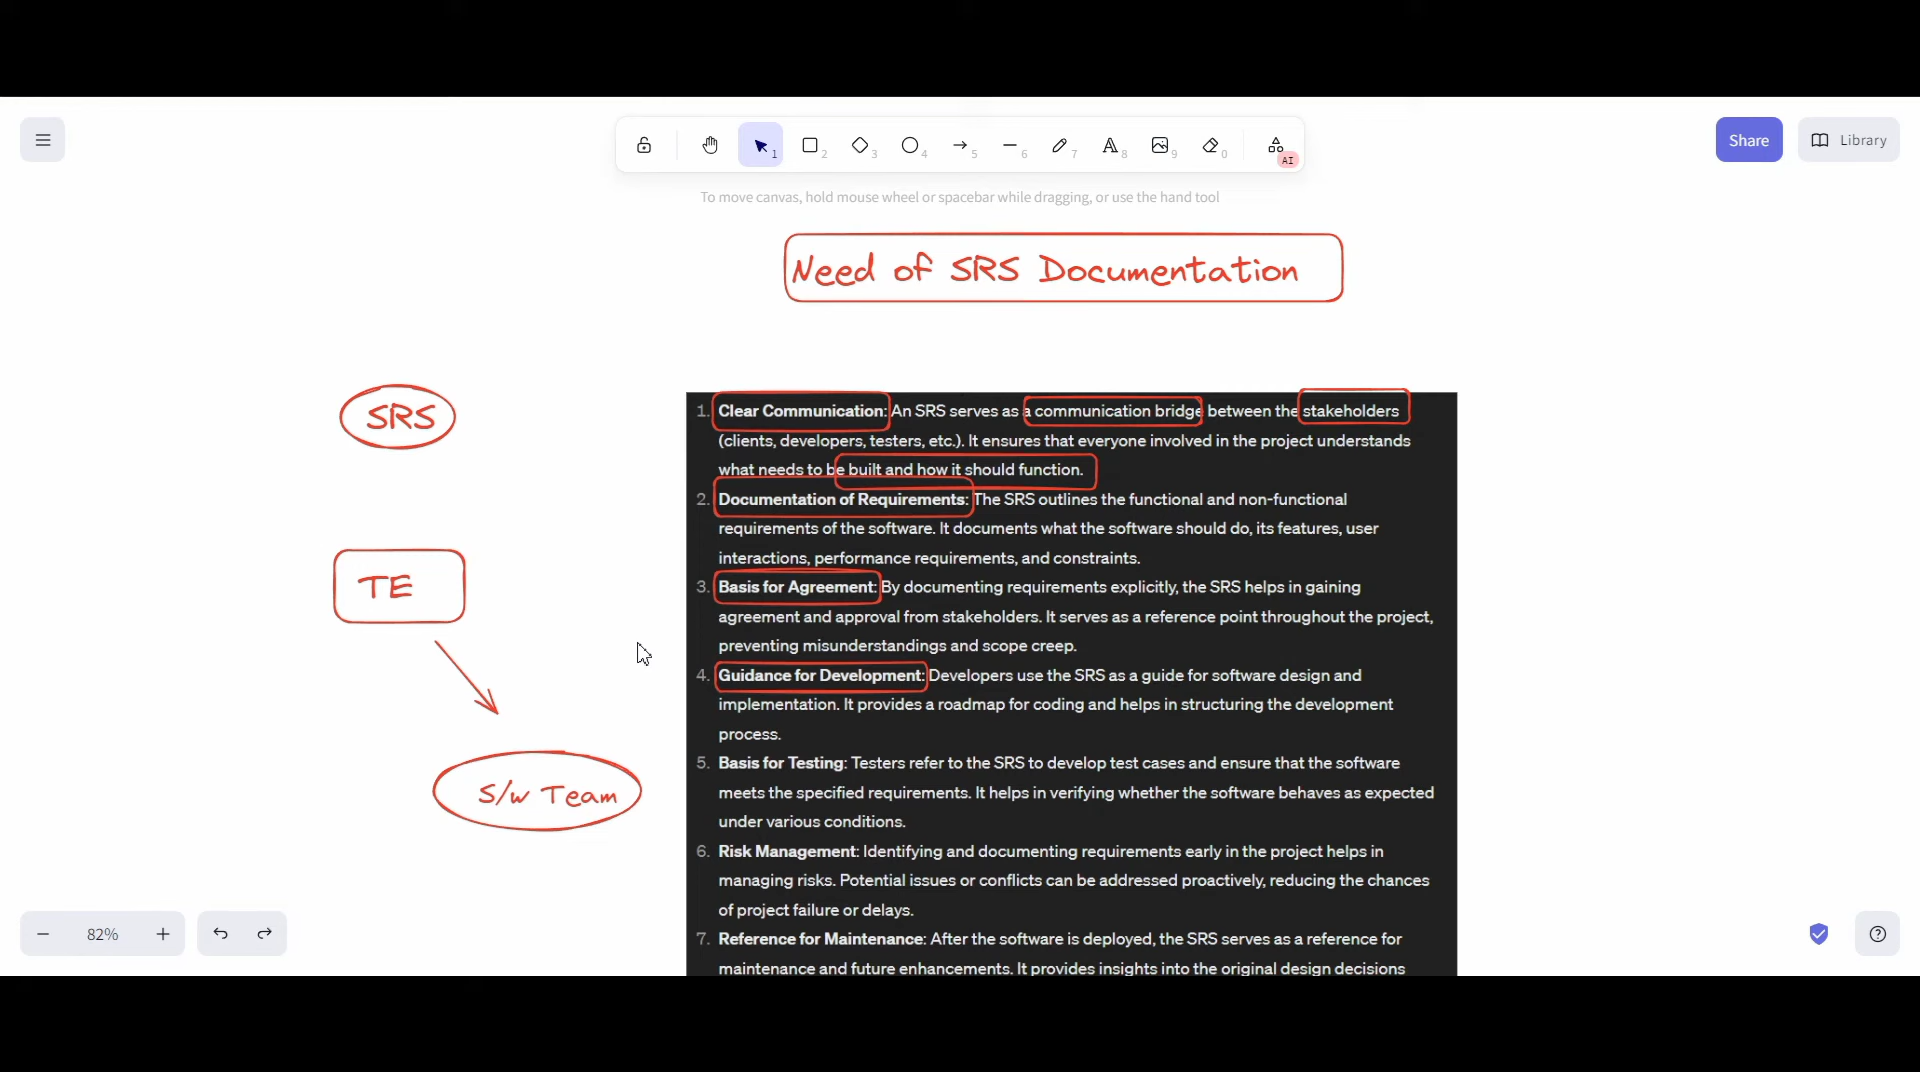 1
2
3
4
5
6
7
8
9
0
AI
Share
Library
To move canvas, hold mouse wheel or spacebar while dragging, or use the hand tool
Need of SRS Documentation
SRS
TE
S/w Team
1. Clear Communication: An SRS serves as a communication bridge between the stakeholders
(clients, developers, testers, etc.). It ensures that everyone involved in the project understands
what needs to be built and how it should function.
2. Documentation of Requirements: The SRS outlines the functional and non-functional
requirements of the software. It documents what the software should do, its features, user
interactions, performance requirements, and constraints.
3. Basis for Agreement: By documenting requirements explicitly, the SRS helps in gaining
agreement and approval from stakeholders. It serves as a reference point throughout the project,
preventing misunderstandings and scope creep.
4. Guidance for Development: Developers use the SRS as a guide for software design and
implementation. It provides a roadmap for coding and helps in structuring the development
process.
5. Basis for Testing: Testers refer to the SRS to develop test cases and ensure that the software
meets the specified requirements. It helps in verifying whether the software behaves as expected
under various conditions.
6. Risk Management: Identifying and documenting requirements early in the project helps in
managing risks. Potential issues or conflicts can be addressed proactively, reducing the chances
of project failure or delays.
7. Reference for Maintenance: After the software is deployed, the SRS serves as a reference for
maintenance and future enhancements. It provides insights into the original design decisions
82%